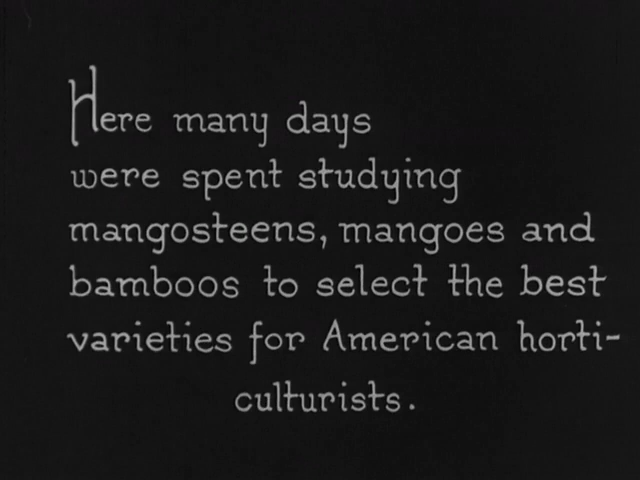 Here many days
were spent studying
mangosteens, mangoes and
bamboos to select the best
varieties for American horti-
culturists.